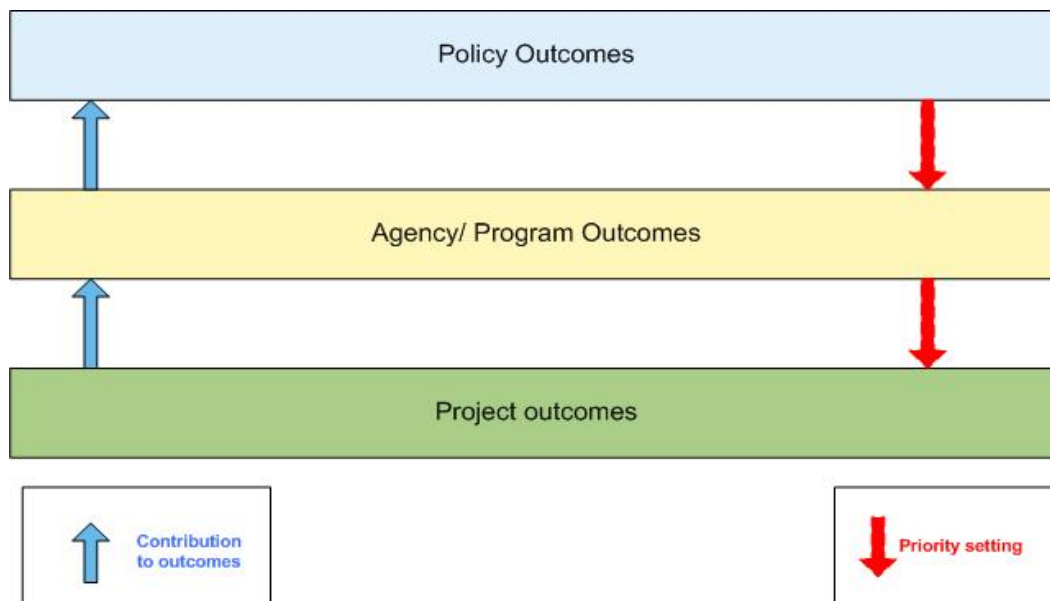 Policy Outcomes
Agency/ Program Outcomes
Project outcomes
Contribution
to outcomes
Priority setting